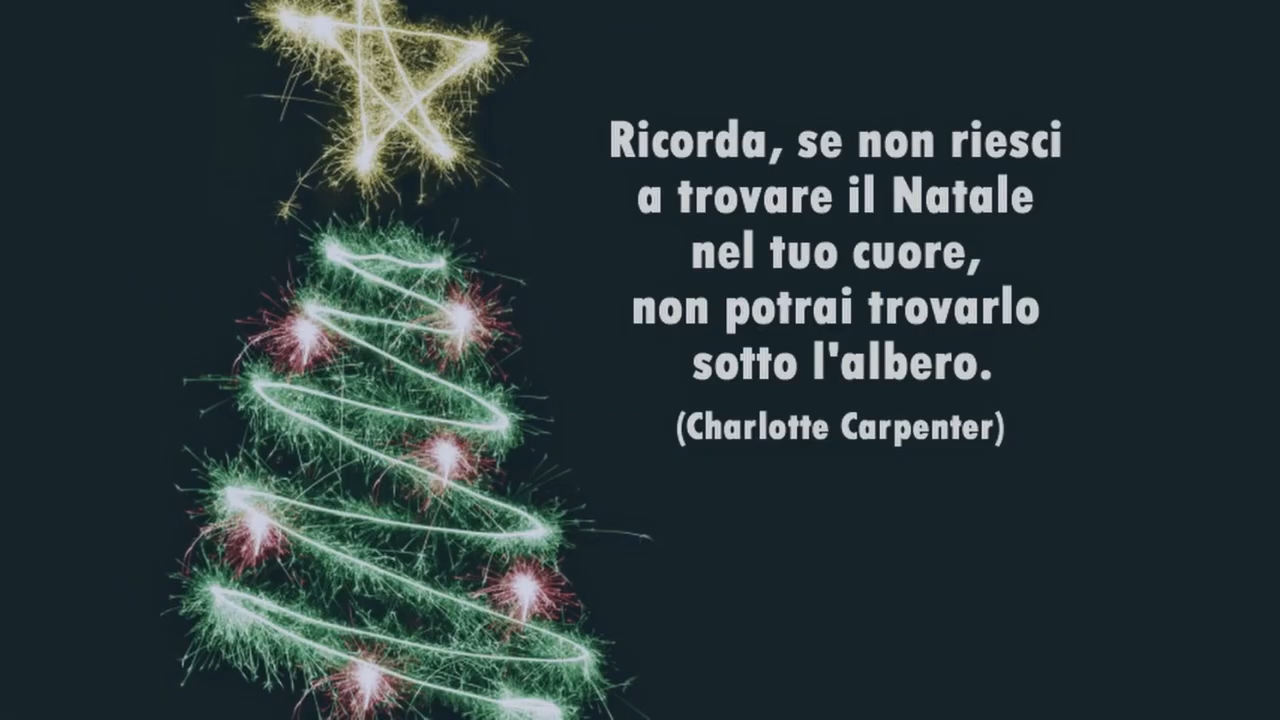 Ricorda, se non riesci
a trovare il Natale
nel tuo cuore,
non potrai trovarlo
sotto l'albero.
(Charlotte Carpenter)